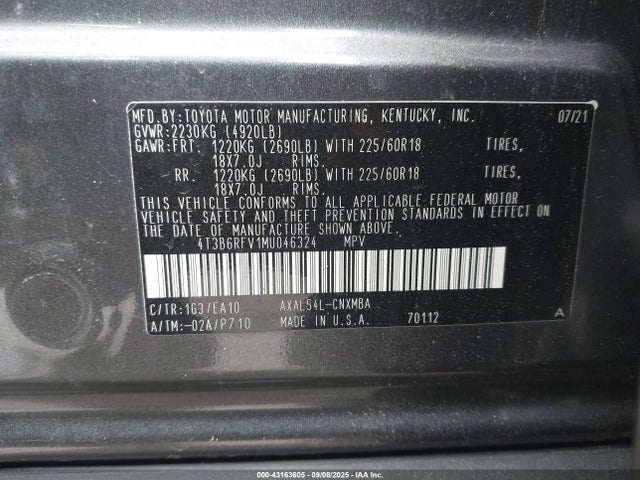 MFD.BY:TOYOTA MOTOR MANUFACTURING, KENTUCKY, INC. 07/21
GVWR:2230KG (4920LB)
GAWR:FRT. 1220KG (2690LB) WITH 225/60R18 TIRES,
18X7.0J RIMS.
RR. 1220KG (2690LB) WITH 225/60R18 TIRES,
18X7.0J RIMS.
THIS VEHICLE CONFORMS TO ALL APPLICABLE FEDERAL MOTOR
VEHICLE SAFETY AND THEFT PREVENTION STANDARDS IN EFFECT ON
THE DATE OF MANUFACTURE SHOWN ABOVE.
4T3B6RFV1MU046324 MPV
C/TR:1G3/EA10 AXAL54L-CNXMBA
A/TM:-02A/P710 MADE IN U.S.A. 70112 A
000-43163605 - 09/08/2025 - IAA Inc.